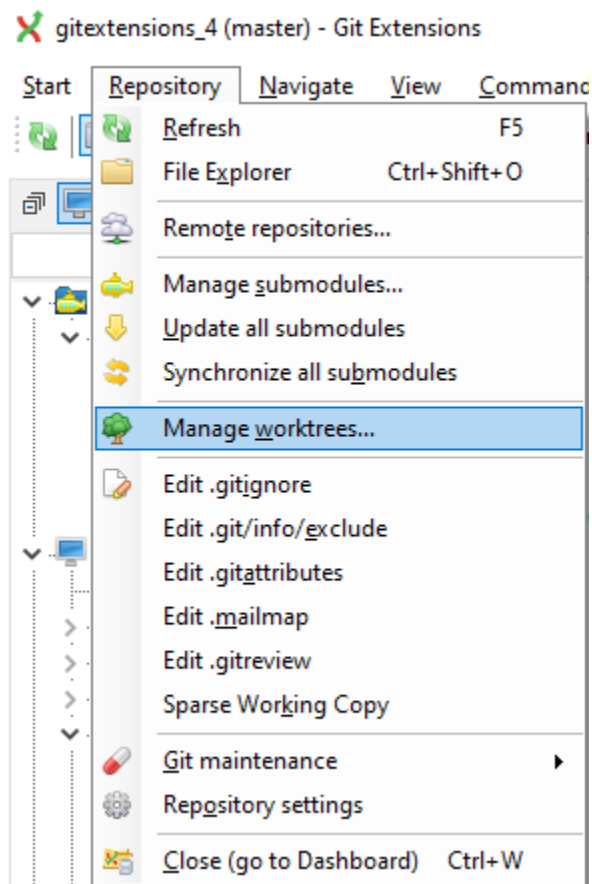 gitextensions_4 (master) - Git Extensions
Start Repository Navigate View Command
Refresh F5
File Explorer Ctrl+Shift+O
Remote repositories...
Manage submodules...
Update all submodules
Synchronize all submodules
Manage worktrees...
Edit .gitignore
Edit .git/info/exclude
Edit .gitattributes
Edit .mailmap
Edit .gitreview
Sparse Working Copy
Git maintenance
Repository settings
Close (go to Dashboard) Ctrl+W